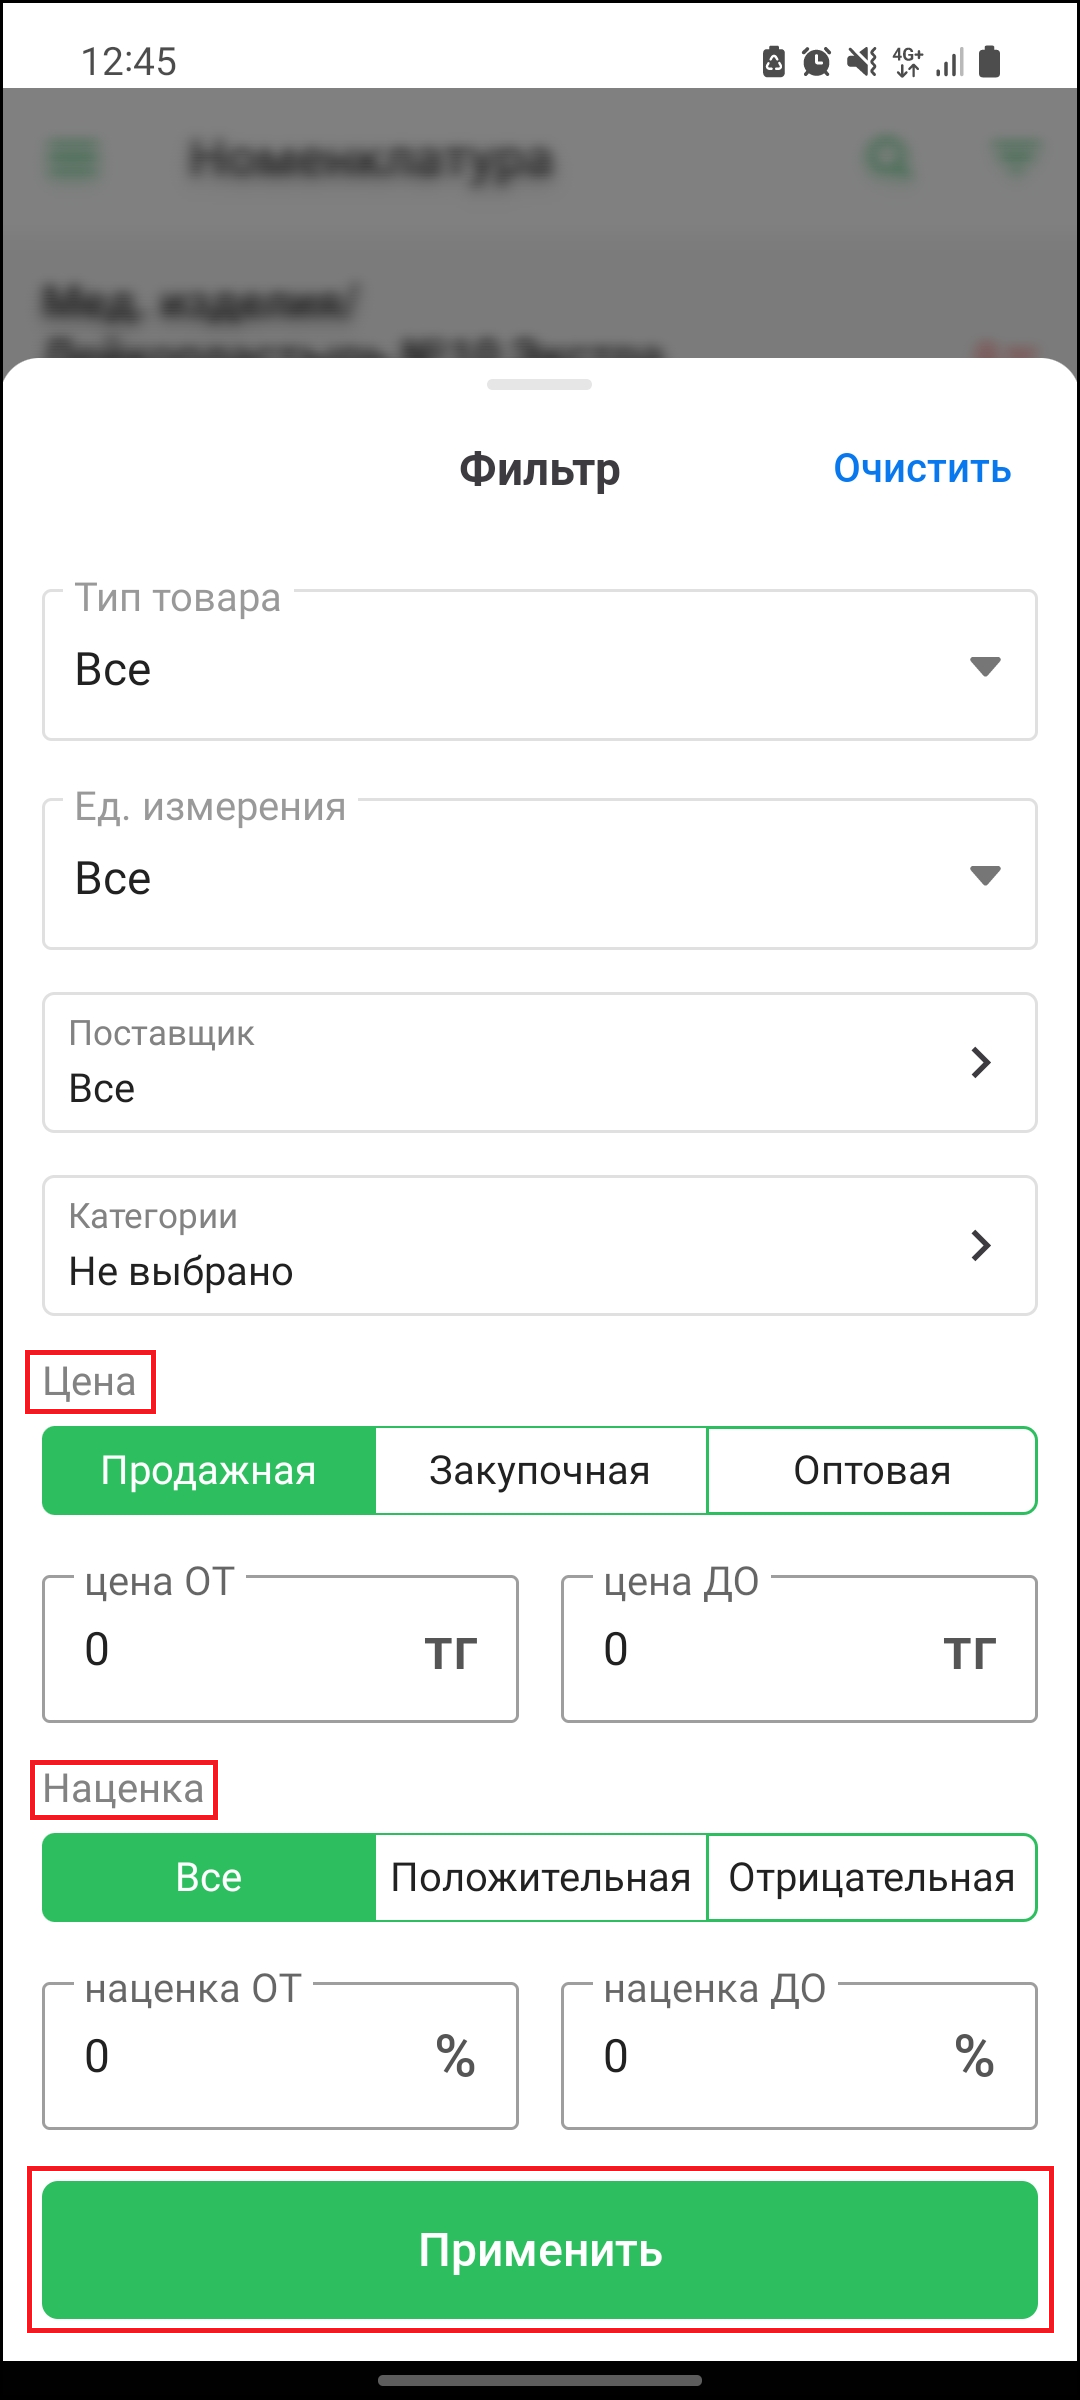 12:45
4G+
Номенклатура
Мед. изделия/
Фильтр
Очистить
Тип товара
Все
Ед. измерения
Все
Поставщик
Все
Категории
Не выбрано
Цена
Продажная
Закупочная
Оптовая
цена ОТ
цена ДО
0
тг
0
тг
Наценка
Все
Положительная
Отрицательная
наценка ОТ
наценка ДО
0
%
0
%
Применить